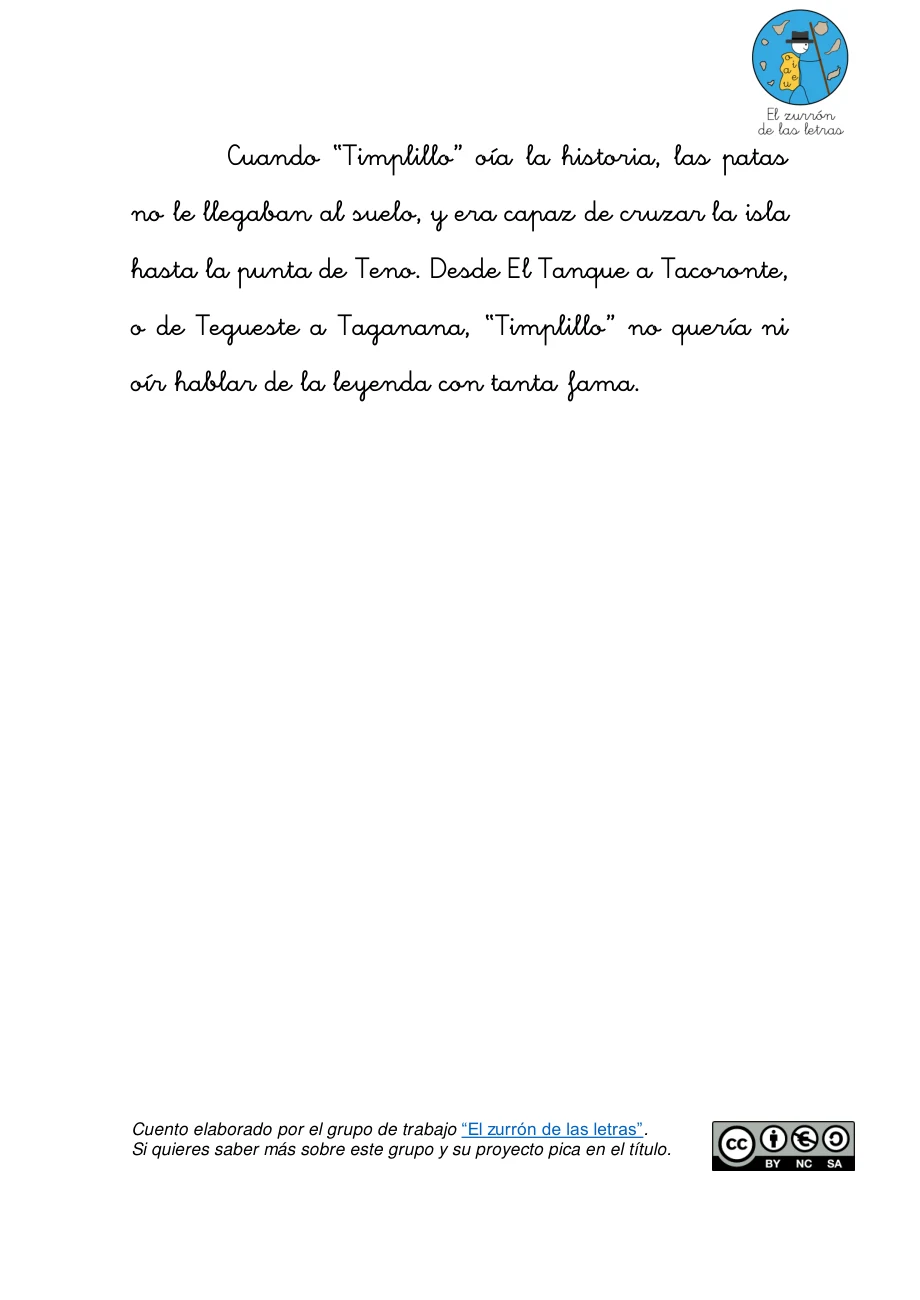 El zurrón
de las letras
Cuando “Timplillo” oía la historia, las patas
no le llegaban al suelo, y era capaz de cruzar la isla
hasta la punta de Teno. Desde El Tanque a Tacoronte,
o de Tegueste a Taganana, “Timplillo” no quería ni
oír hablar de la leyenda con tanta fama.
Cuento elaborado por el grupo de trabajo “El zurrón de las letras”.
Si quieres saber más sobre este grupo y su proyecto pica en el título.
cc
BY NC SA